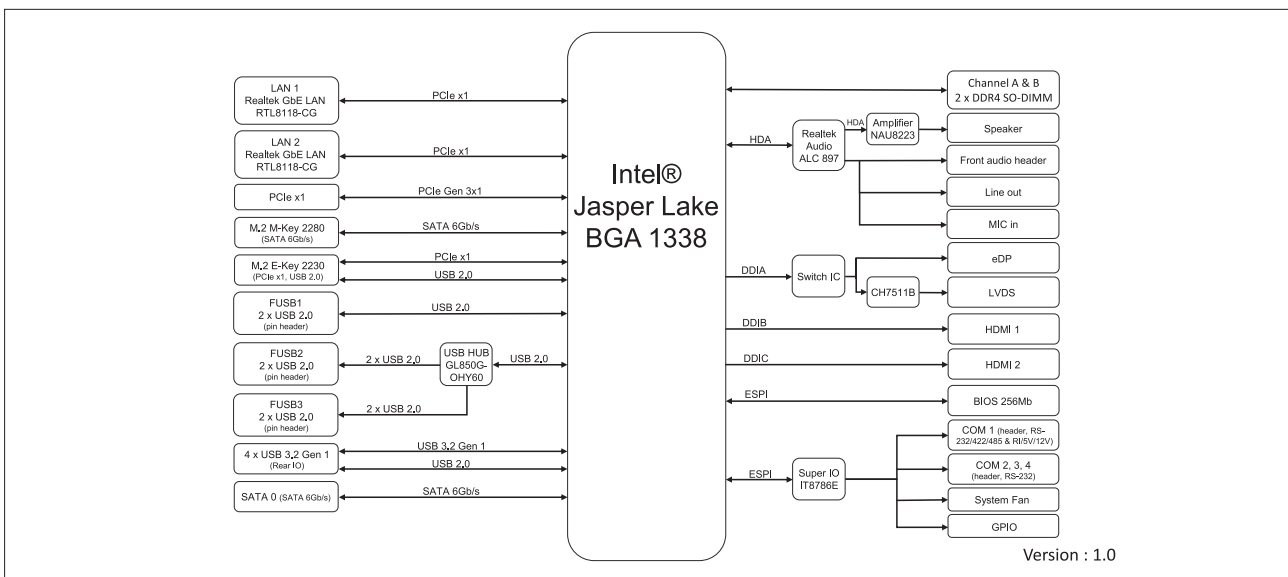 LAN 1
Realtek GbE LAN
RTL8118-CG
PCIe x1
LAN 2
Realtek GbE LAN
RTL8118-CG
PCIe x1
PCIe x1
PCIe Gen 3x1
M.2 M-Key 2280
(SATA 6Gb/s)
SATA 6Gb/s
M.2 E-Key 2230
(PCIe x1, USB 2.0)
PCIe x1
USB 2.0
FUSB1
2 x USB 2.0
(pin header)
USB 2.0
FUSB2
2 x USB 2.0
(pin header)
2 x USB 2.0
USB HUB
GL850G-
OHY60
USB 2.0
FUSB3
2 x USB 2.0
(pin header)
2 x USB 2.0
4 x USB 3.2 Gen 1
(Rear IO)
USB 3.2 Gen 1
USB 2.0
SATA 0 (SATA 6Gb/s)
SATA 6Gb/s
Intel®
Jasper Lake
BGA 1338
Channel A & B
2 x DDR4 SO-DIMM
HDA
Realtek
Audio
ALC 897
HDA
Amplifier
NAU8223
Speaker
Front audio header
Line out
MIC in
DDIA
Switch IC
eDP
CH7511B
LVDS
DDIB
HDMI 1
DDIC
HDMI 2
ESPI
BIOS 256Mb
ESPI
Super IO
IT8786E
COM 1 (header, RS-
232/422/485 & RI/5V/12V)
COM 2, 3, 4
(header, RS-232)
System Fan
GPIO
Version : 1.0